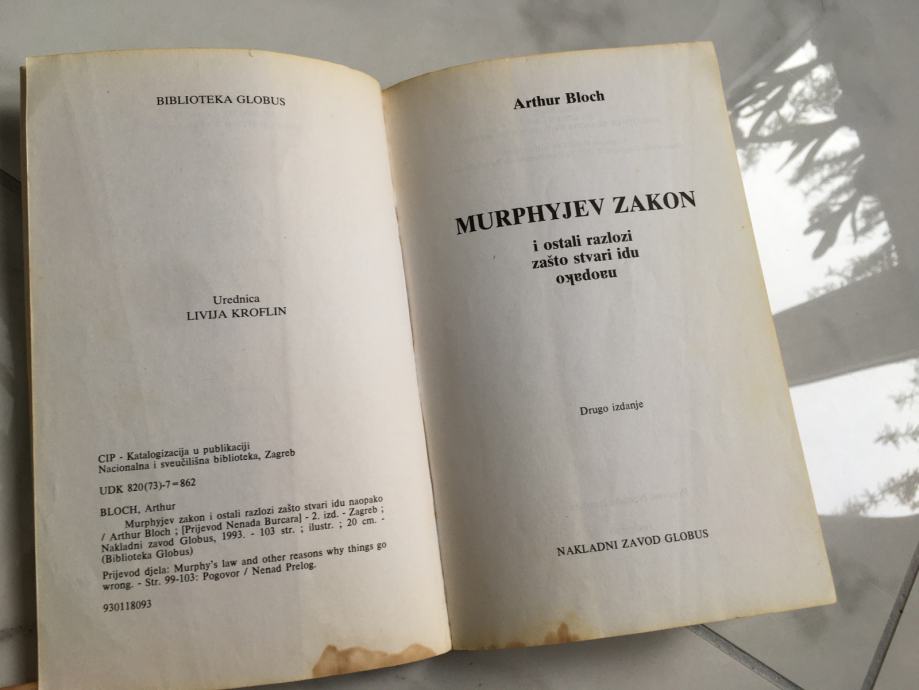 BIBLIOTEKA GLOBUS
Urednica
LIVIJA KROFLIN
CIP - Katalogizacija u publikaciji
Nacionalna i sveučilišna biblioteka, Zagreb
UDK 820(73)-7=862
BLOCH, Arthur
Murphyjev zakon i ostali razlozi zašto stvari idu naopako
/ Arthur Bloch ; [Prijevod Nenada Burcara] - 2. izd. - Zagreb ;
Nakladni zavod Globus, 1993. - 103 str. ; ilustr. ; 20 cm. -
(Biblioteka Globus)
Prijevod djela: Murphy's law and other reasons why things go
wrong. - Str. 99-103: Pogovor / Nenad Prelog.
930118093
Arthur Bloch
MURPHYJEV ZAKON
i ostali razlozi
zašto stvari idu
naopako
Drugo izdanje
NAKLADNI ZAVOD GLOBUS